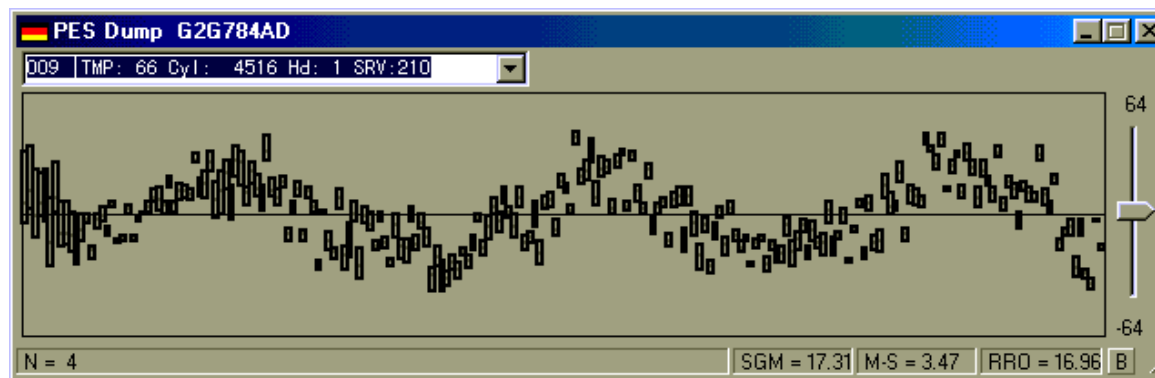 PES Dump G2G784AD
009 TMP: 66 Cyl: 4516 Hd: 1 SRV:210
64
-64
N = 4
SGM = 17.31 M-S = 3.47 RRO = 16.96 B